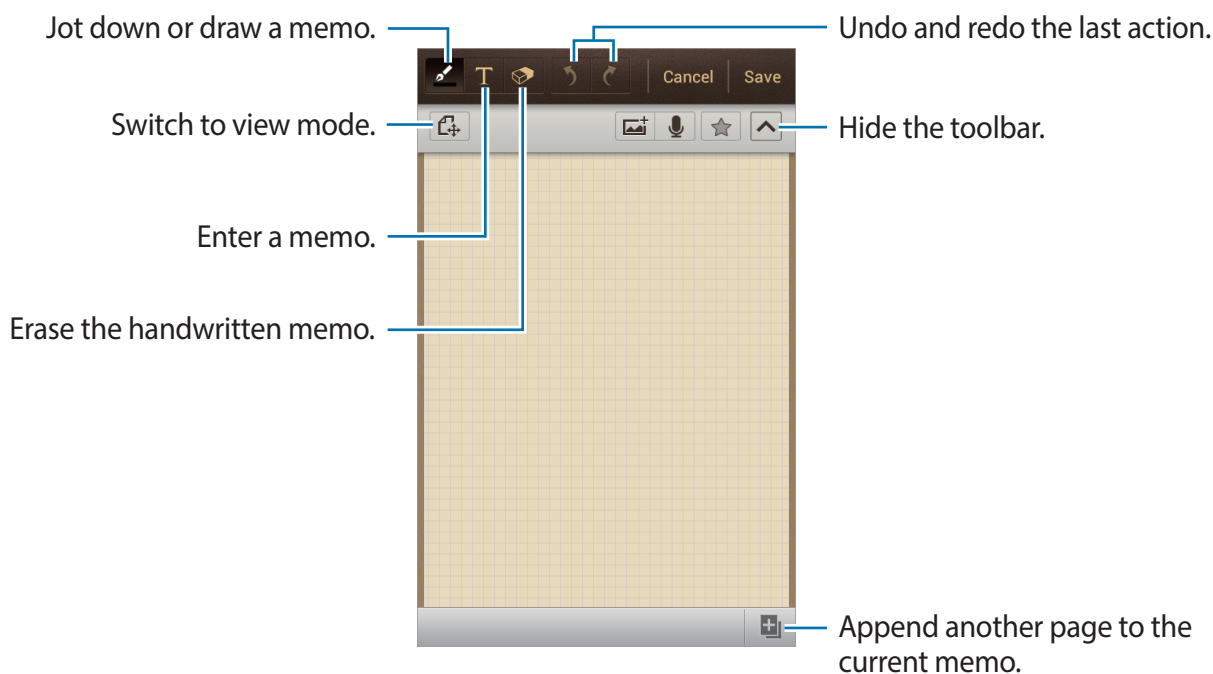 Jot down or draw a memo.
Undo and redo the last action.
T
Cancel
Save
Switch to view mode.
Hide the toolbar.
Enter a memo.
Erase the handwritten memo.
Append another page to the
current memo.